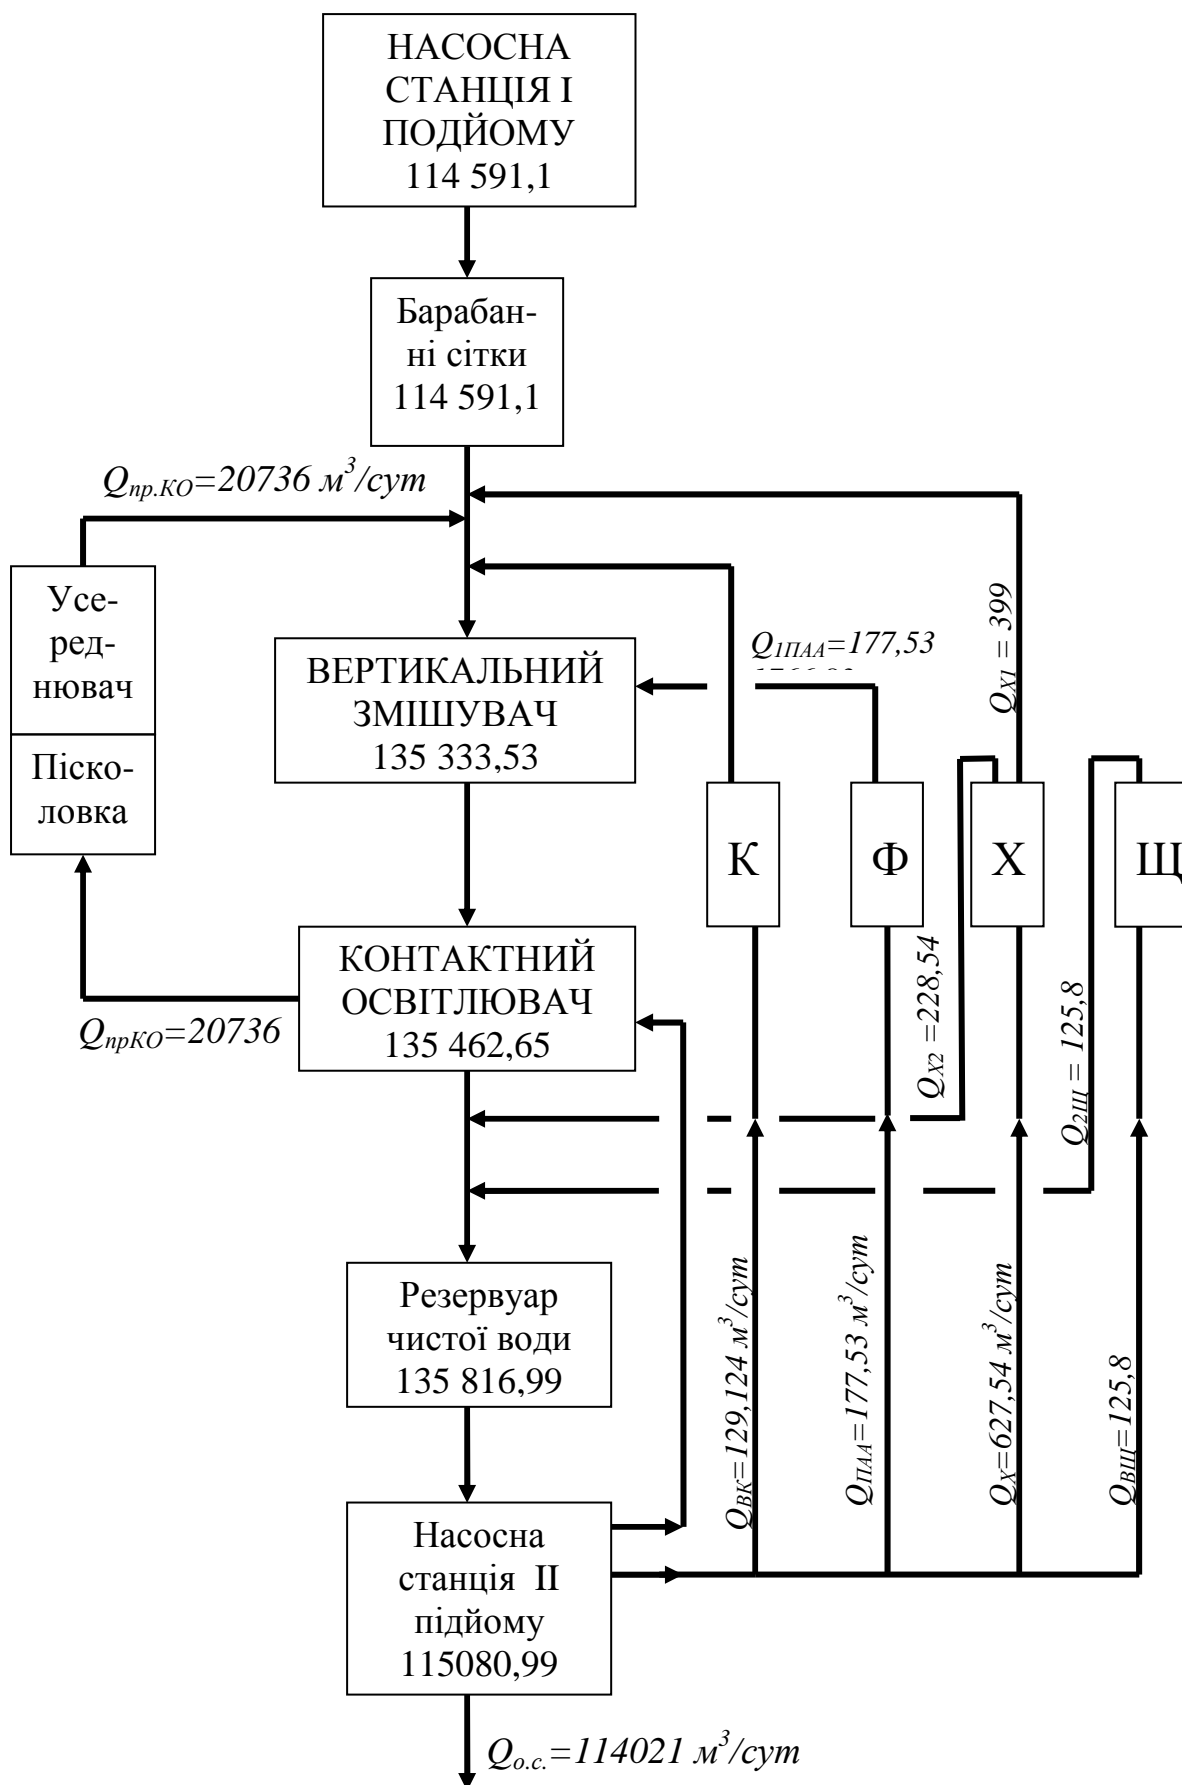 НАСОСНА
СТАНЦІЯ І
ПОДЙОМУ
114 591,1
Барабан-
ні сітки
114 591,1
Qпр.КО=20736 м³/сут
Усе-
ред-
нювач
Піско-
ловка
QпрКО=20736
ВЕРТИКАЛЬНИЙ
ЗМІШУВАЧ
135 333,53
Q1ПАА=177,53
QХ1 = 399
К
Ф
Х
Щ
КОНТАКТНИЙ
ОСВІТЛЮВАЧ
135 462,65
QХ2 =228,54
Q2Щ = 125,8
Резервуар
чистої води
135 816,99
QВК=129,124 м³/сут
QПАА=177,53 м³/сут
QХ=627,54 м³/сут
QВЩ=125,8
Насосна
станція ІІ
підйому
115080,99
Qо.с.=114021 м³/сут